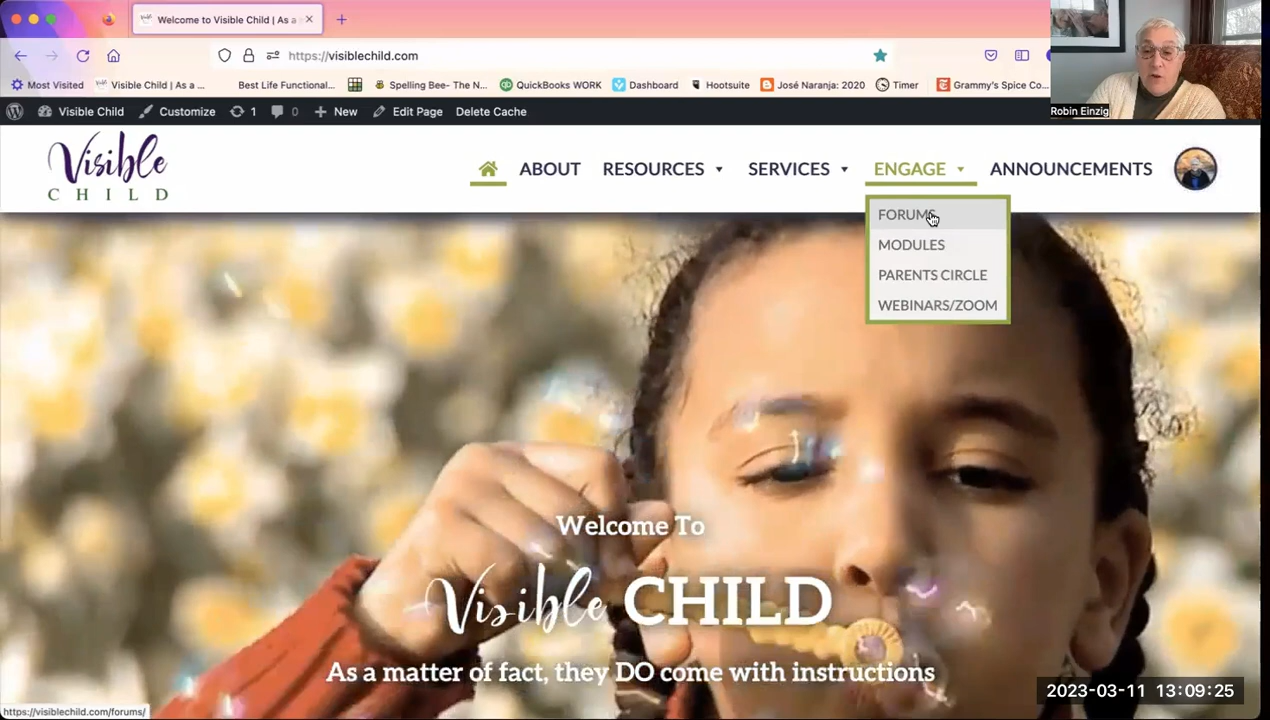 Welcome to Visible Child | As a
https://visiblechild.com
Most Visited
Visible Child | As a ...
Best Life Functional...
Spelling Bee- The N...
QuickBooks WORK
Dashboard
Hootsuite
José Naranja: 2020
Timer
Grammy's Spice Co...
Robin Einzig
Visible Child
Customize
1
0
New
Edit Page
Delete Cache
Visible
CHILD
ABOUT
RESOURCES
SERVICES
ENGAGE
ANNOUNCEMENTS
FORUMS
MODULES
PARENTS CIRCLE
WEBINARS/ZOOM
Welcome To
Visible CHILD
As a matter of fact, they DO come with instructions
2023-03-11 13:09:25
https://visiblechild.com/forums/